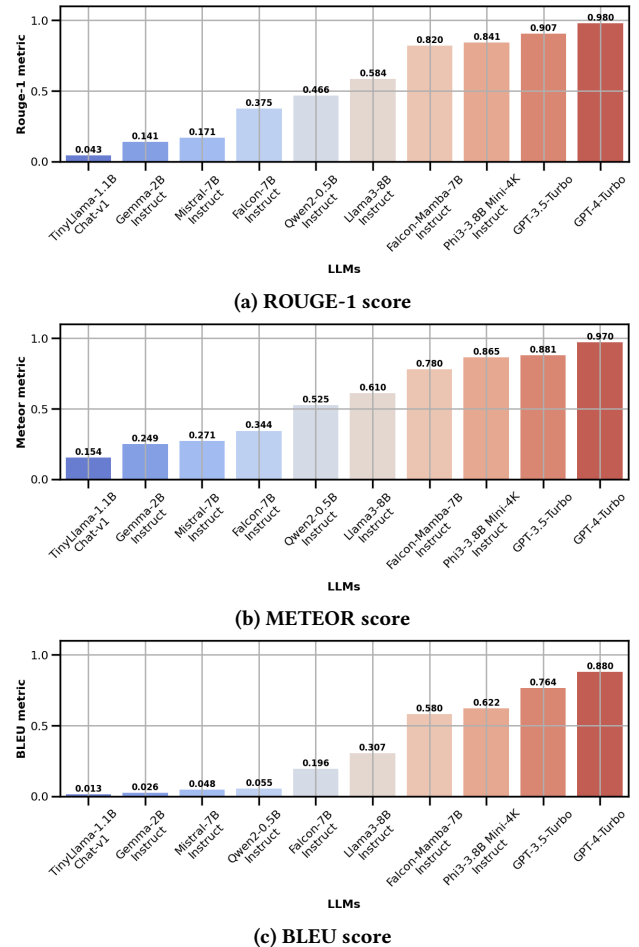 1.0
0.5
0.0
Rouge-1 metric
0.043
0.141
0.171
0.375
0.466
0.584
0.820
0.841
0.907
0.980
TinyLlama-1.1B
Chat-v1
Gemma-2B
Instruct
Mistral-7B
Instruct
Falcon-7B
Instruct
Qwen2-0.5B
Instruct
Llama3-8B
Instruct
Falcon-Mamba-7B
Instruct
Phi3-3.8B Mini-4K
Instruct
GPT-3.5-Turbo
GPT-4-Turbo
LLMs
(a) ROUGE-1 score
1.0
0.5
0.0
Meteor metric
0.154
0.249
0.271
0.344
0.525
0.610
0.780
0.865
0.881
0.970
TinyLlama-1.1B
Chat-v1
Gemma-2B
Instruct
Mistral-7B
Instruct
Falcon-7B
Instruct
Qwen2-0.5B
Instruct
Llama3-8B
Instruct
Falcon-Mamba-7B
Instruct
Phi3-3.8B Mini-4K
Instruct
GPT-3.5-Turbo
GPT-4-Turbo
LLMs
(b) METEOR score
1.0
0.5
0.0
BLEU metric
0.013
0.026
0.048
0.055
0.196
0.307
0.580
0.622
0.764
0.880
TinyLlama-1.1B
Chat-v1
Gemma-2B
Instruct
Mistral-7B
Instruct
Qwen2-0.5B
Instruct
Falcon-7B
Instruct
Llama3-8B
Instruct
Falcon-Mamba-7B
Instruct
Phi3-3.8B Mini-4K
Instruct
GPT-3.5-Turbo
GPT-4-Turbo
LLMs
(c) BLEU score